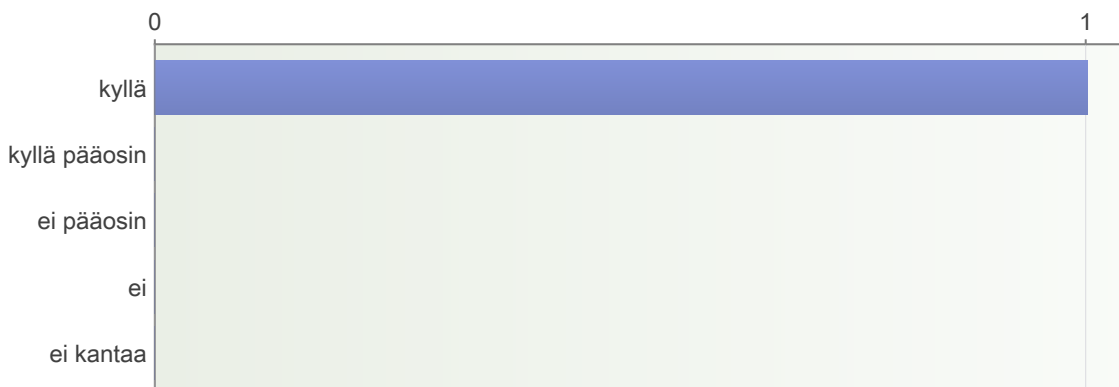 0 1
kyllä
kyllä pääosin
ei pääosin
ei
ei kantaa